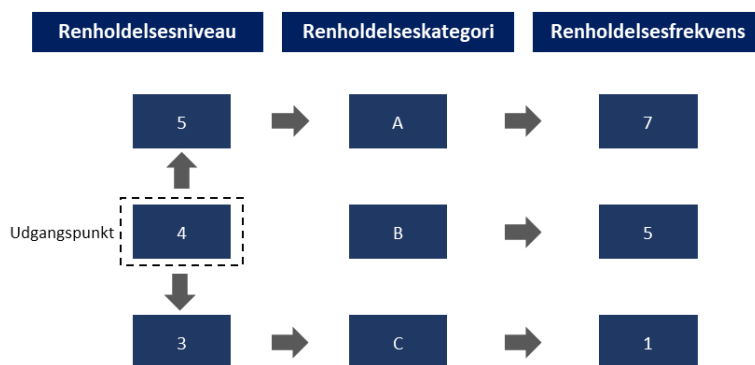 Renholdelsesniveau Renholdelseskategori Renholdelsesfrekvens
5 A 7
Udgangspunkt 4 B 5
3 C 1